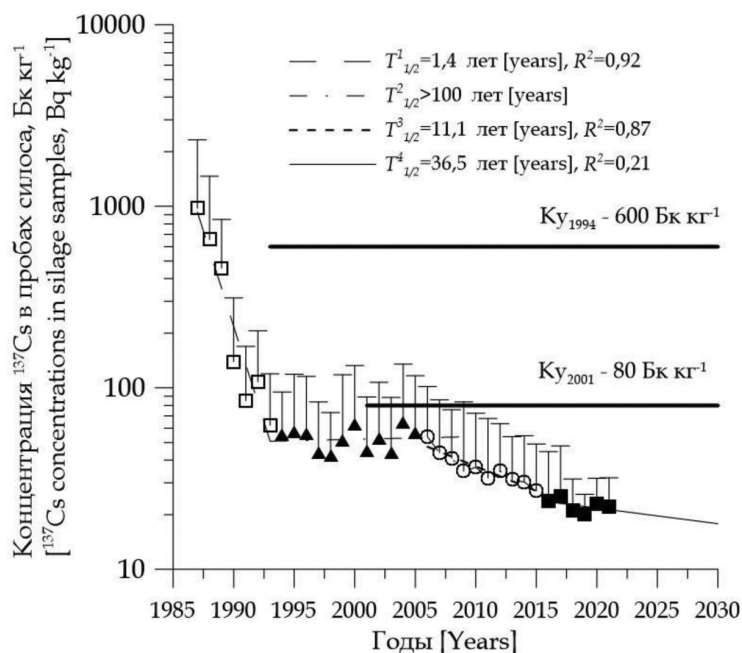 Концентрация ¹³⁷Cs в пробах силоса, Бк кг⁻¹
[¹³⁷Cs concentrations in silage samples, Bq kg⁻¹]
10000
1000
100
10
T¹₁/₂=1,4 лет [years], R²=0,92
T²₁/₂>100 лет [years]
T³₁/₂=11,1 лет [years], R²=0,87
T⁴₁/₂=36,5 лет [years], R²=0,21
Ку₁₉₉₄ - 600 Бк кг⁻¹
Ку₂₀₀₁ - 80 Бк кг⁻¹
1985 1990 1995 2000 2005 2010 2015 2020 2025 2030
Годы [Years]